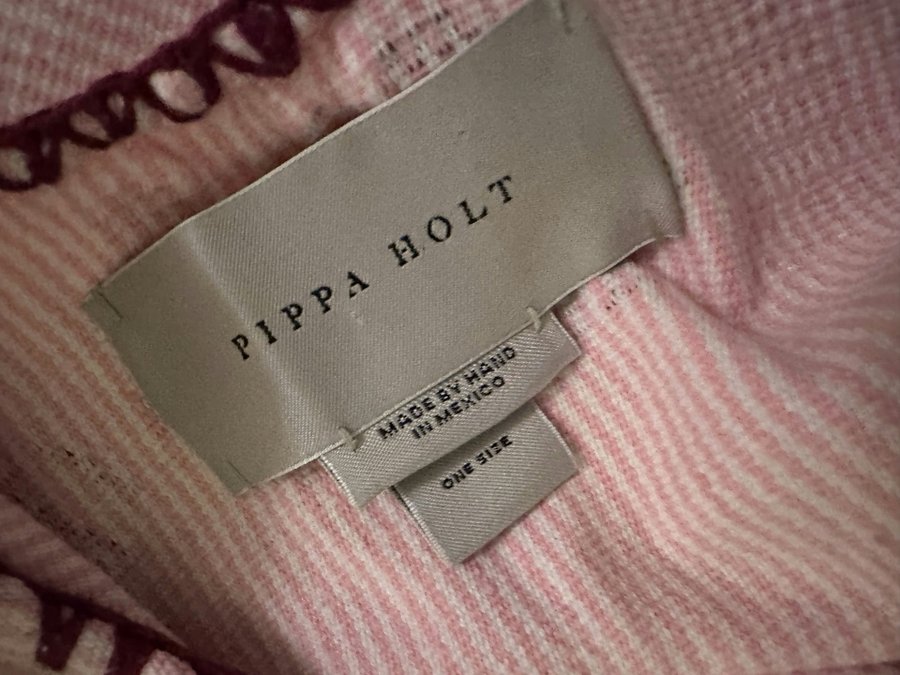 PIPPA HOLT
MADE BY HAND
IN MEXICO
ONE SIZE